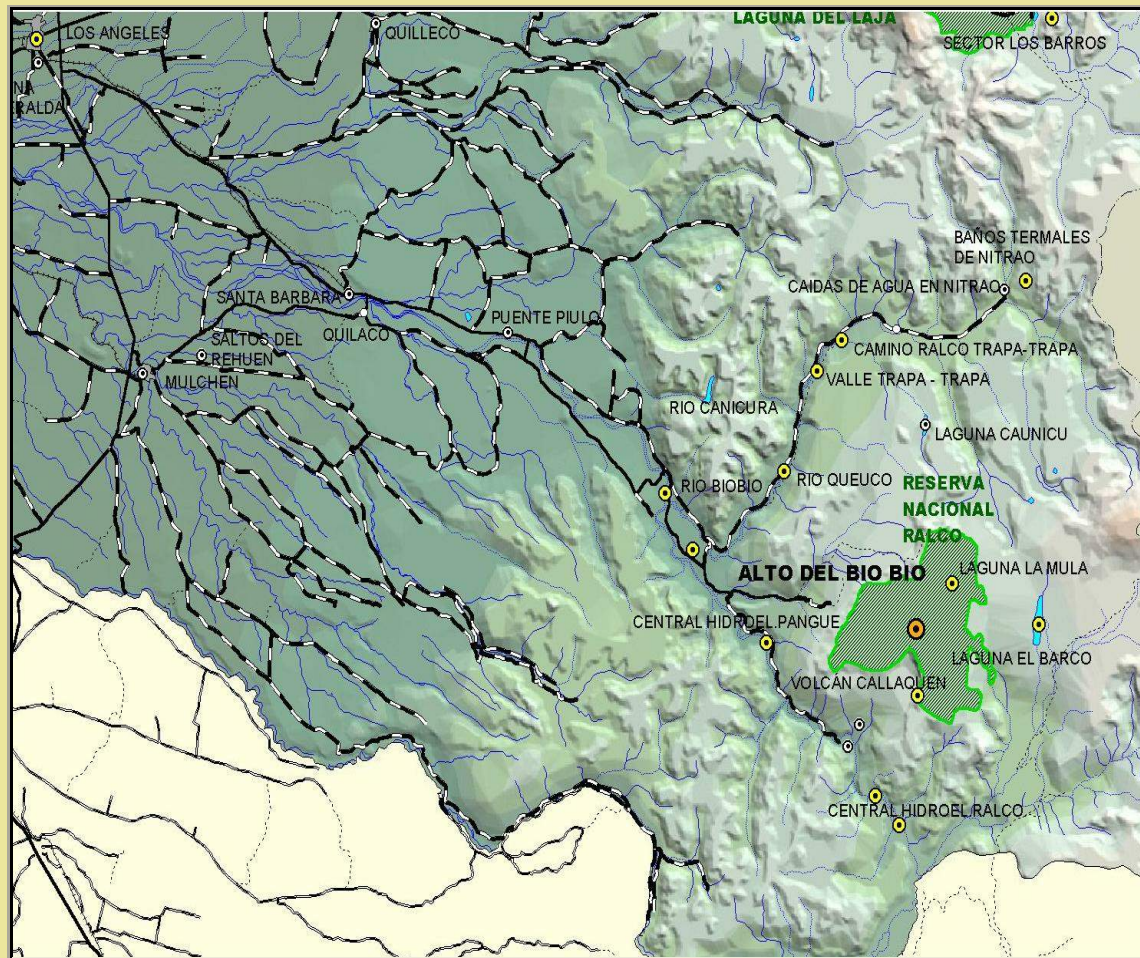 LAGUNA DEL LAJA
LOS ANGELES
QUILLECO
SECTOR LOS BARROS
NA
RALDA
BAÑOS TERMALES
DE NITRAO
CAIDAS DE AGUA EN NITRAO
SANTA BARBARA
PUENTE PIULO
QUILACO
SALTOS DEL
REHUEN
CAMINO RALCO TRAPA-TRAPA
MULCHEN
VALLE TRAPA - TRAPA
RIO CANICURA
LAGUNA CAUNICU
RIO QUEUCO
RIO BIOBIO
RESERVA
NACIONAL
RALCO
ALTO DEL BIO BIO
LAGUNA LA MULA
CENTRAL HIDROEL.PANGUE
LAGUNA EL BARCO
VOLCAN CALLAQUEN
CENTRAL HIDROEL.RALCO